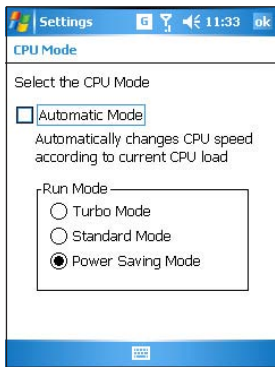 Settings G 11:33 ok
CPU Mode
Select the CPU Mode
Automatic Mode
Automatically changes CPU speed
according to current CPU load
Run Mode
Turbo Mode
Standard Mode
Power Saving Mode